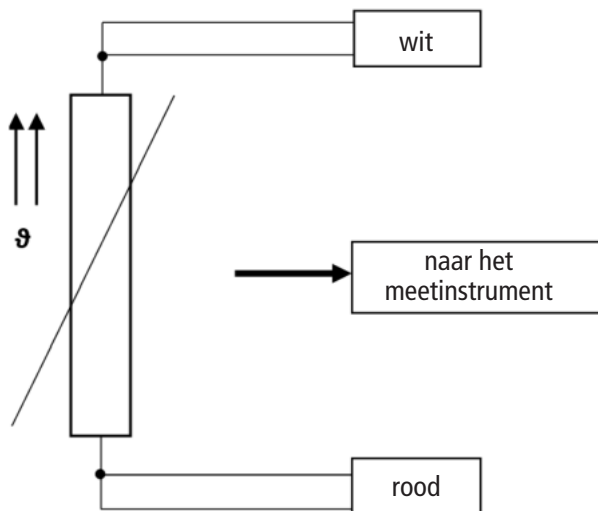 wit
ϑ
naar het
meetinstrument
rood